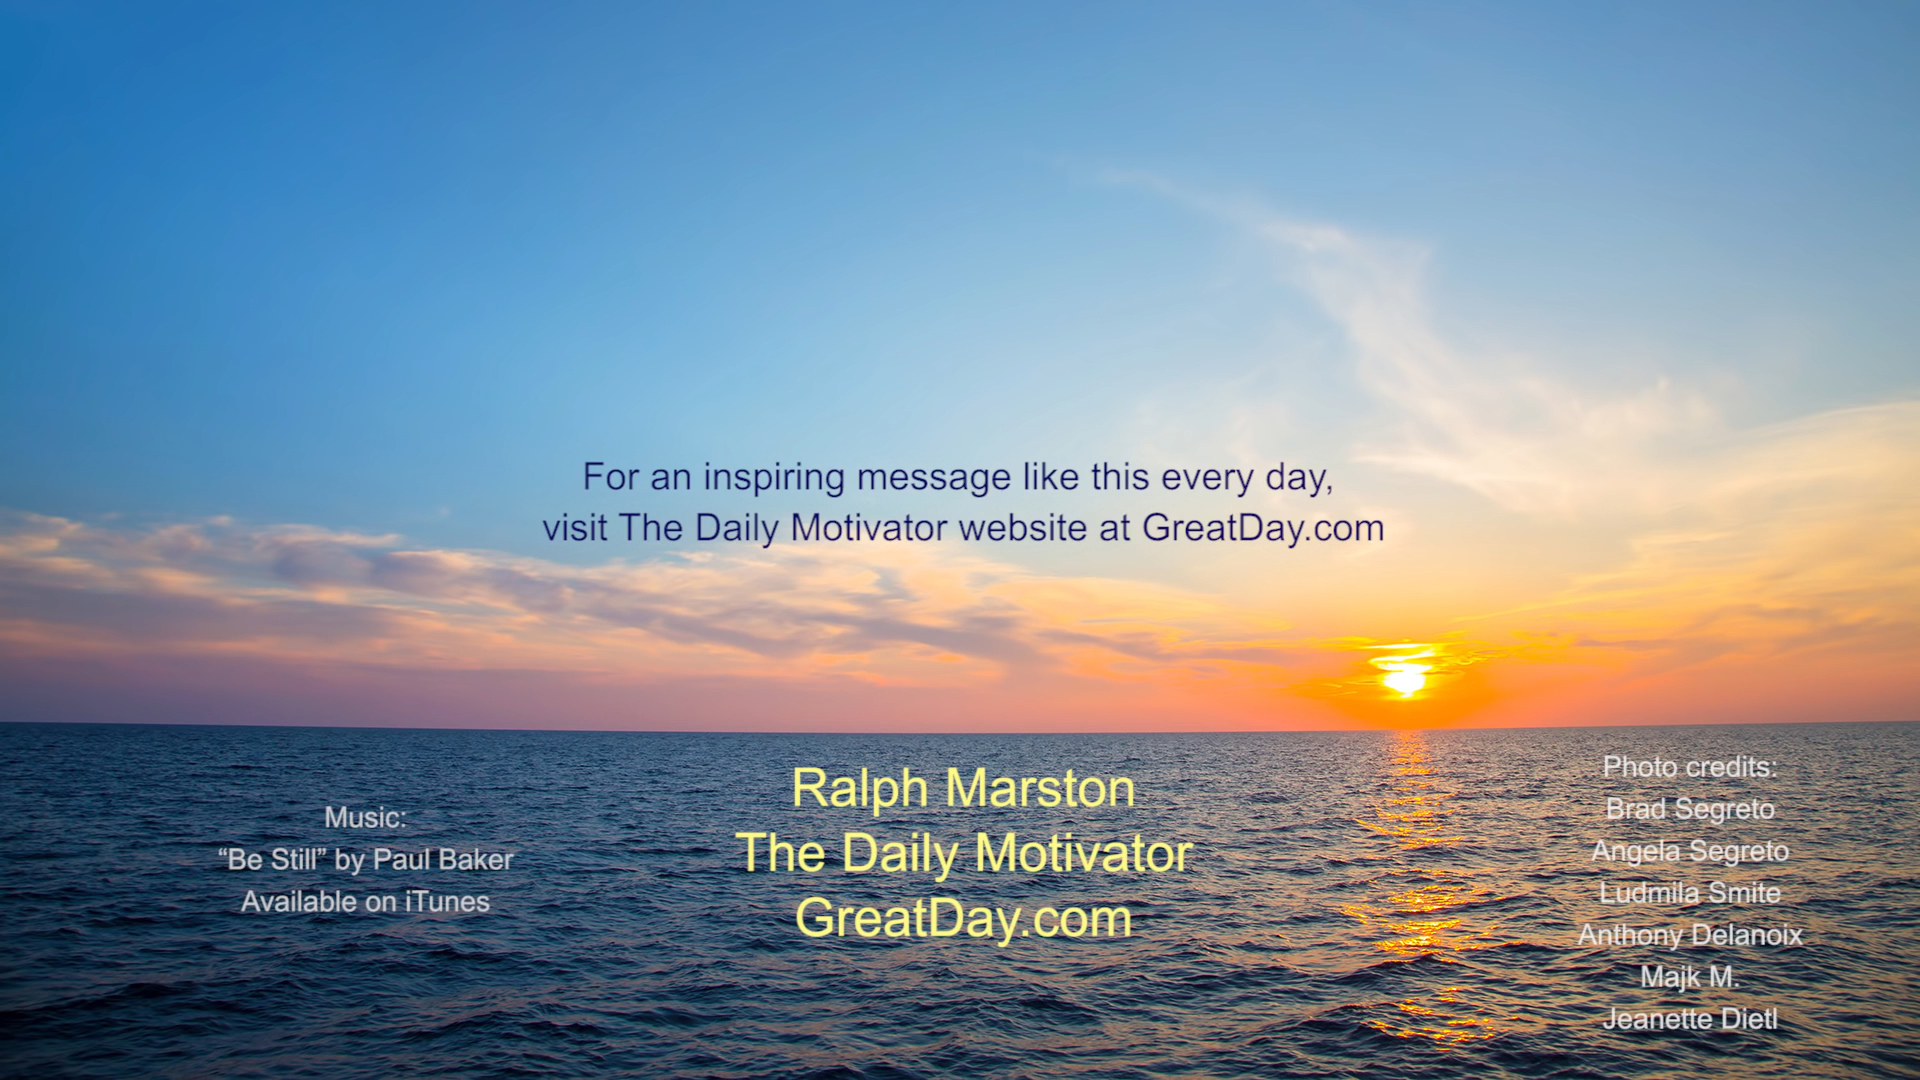 For an inspiring message like this every day,
visit The Daily Motivator website at GreatDay.com
Music:
“Be Still” by Paul Baker
Available on iTunes
Ralph Marston
The Daily Motivator
GreatDay.com
Photo credits:
Brad Segreto
Angela Segreto
Ludmila Smite
Anthony Delanoix
Majk M.
Jeanette Dietl